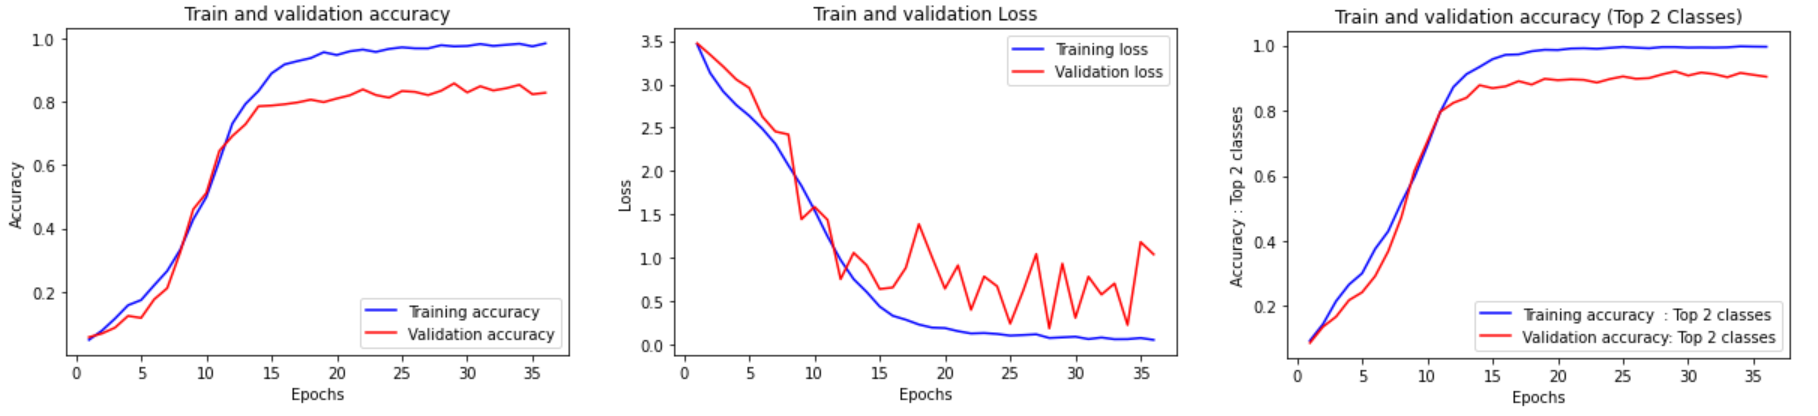 Train and validation accuracy
1.0
0.8
0.6
0.4
0.2
Accuracy
Training accuracy
Validation accuracy
0 5 10 15 20 25 30 35
Epochs
Train and validation Loss
3.5
3.0
2.5
2.0
1.5
1.0
0.5
0.0
Loss
Training loss
Validation loss
0 5 10 15 20 25 30 35
Epochs
Train and validation accuracy (Top 2 Classes)
1.0
0.8
0.6
0.4
0.2
Accuracy : Top 2 classes
Training accuracy : Top 2 classes
Validation accuracy: Top 2 classes
0 5 10 15 20 25 30 35
Epochs